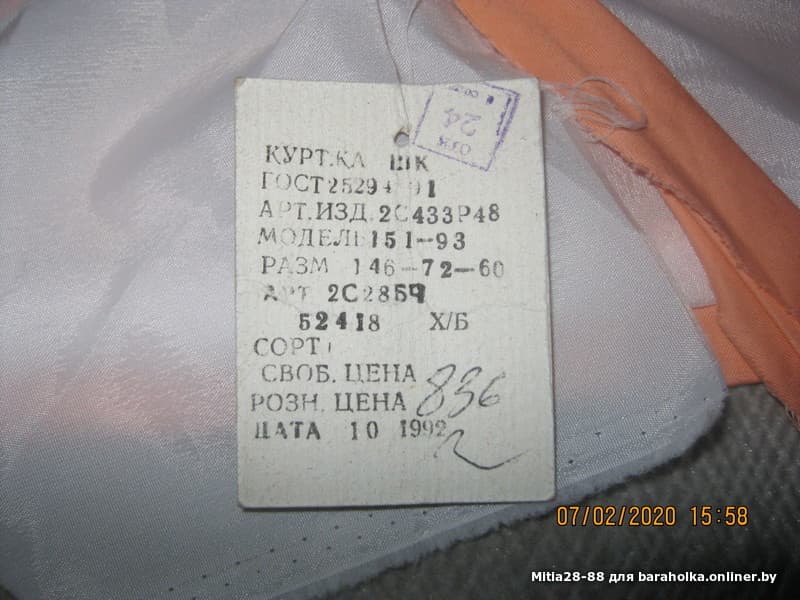 ОТК
24
КУРТКА ШК
ГОСТ 25294-91
АРТ.ИЗД. 2С433Р48
МОДЕЛЬ 151-93
РАЗМ 146-72-60
АРТ 2С285Ч
52418 Х/Б
СОРТ 1
СВОБ. ЦЕНА
РОЗН. ЦЕНА 836
ДАТА 10 1992
07/02/2020 15:58
Mitia28-88 для baraholka.onliner.by